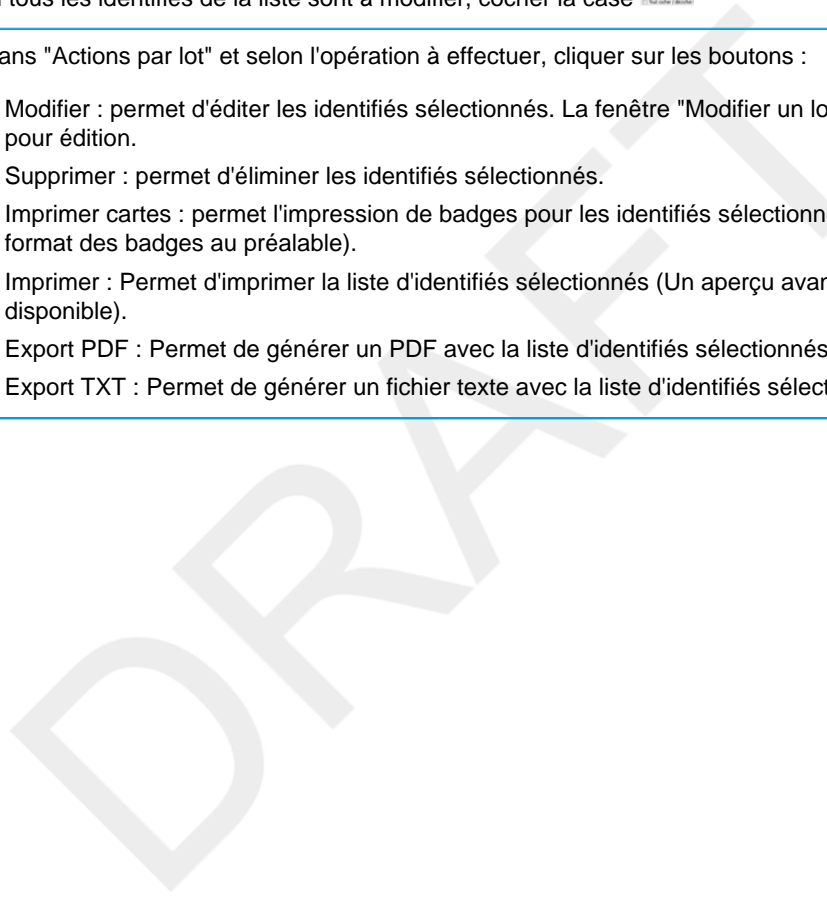 tous les identifiés de la liste sont à modifier, cocher la case
ans "Actions par lot" et selon l'opération à effectuer, cliquer sur les boutons :
Modifier : permet d'éditer les identifiés sélectionnés. La fenêtre "Modifier un lo
pour édition.
Supprimer : permet d'éliminer les identifiés sélectionnés.
Imprimer cartes : permet l'impression de badges pour les identifiés sélectionn
format des badges au préalable).
Imprimer : Permet d'imprimer la liste d'identifiés sélectionnés (Un aperçu avan
disponible).
Export PDF : Permet de générer un PDF avec la liste d'identifiés sélectionnés
Export TXT : Permet de générer un fichier texte avec la liste d'identifiés sélect
DRAFT